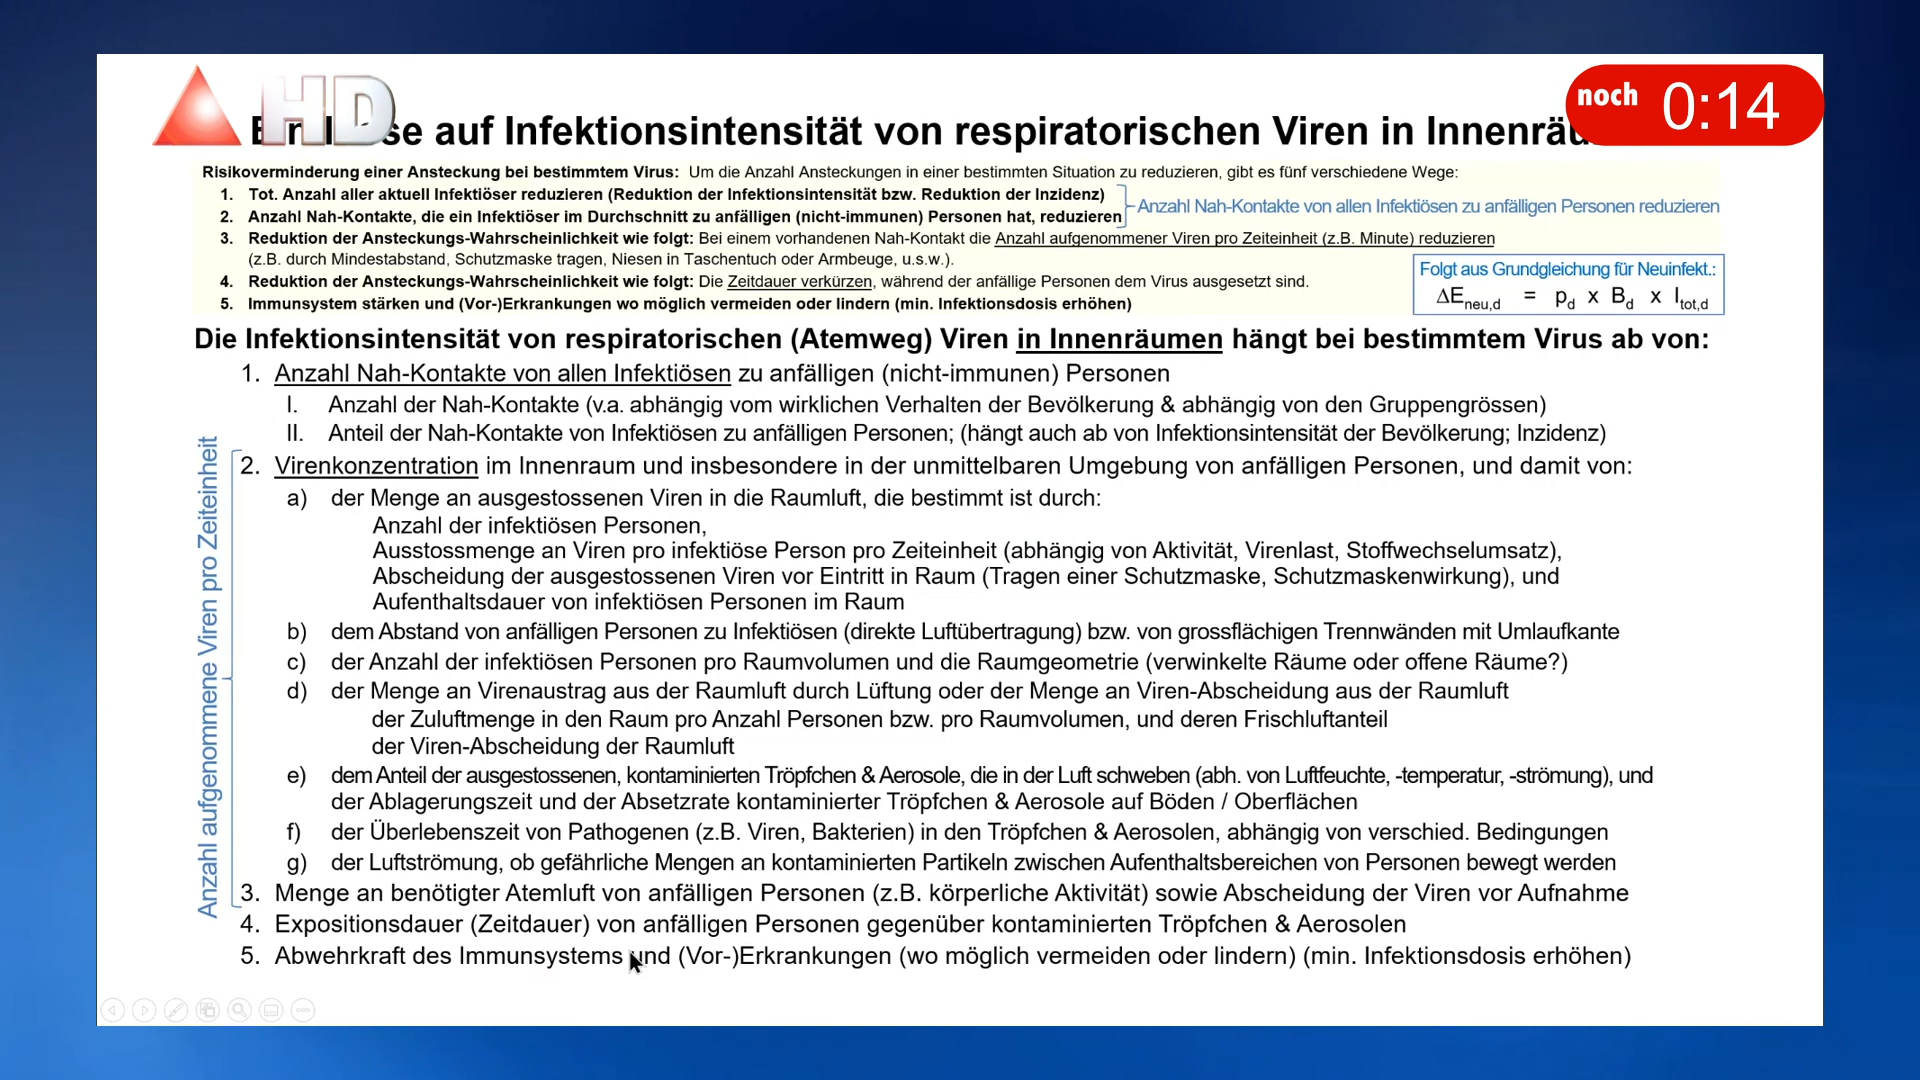 HD
noch 0:14
se auf Infektionsintensität von respiratorischen Viren in
Risikoverminderung einer Ansteckung bei bestimmtem Virus: Um die Anzahl Ansteckungen in einer bestimmten Situation zu reduzieren, gibt es fünf verschiedene Wege:
1. Tot. Anzahl aller aktuell Infektiöser reduzieren (Reduktion der Infektionsintensität bzw. Reduktion der Inzidenz)
2. Anzahl Nah-Kontakte, die ein Infektiöser im Durchschnitt zu anfälligen (nicht-immunen) Personen hat, reduzieren
Anzahl Nah-Kontakte von allen Infektiösen zu anfälligen Personen reduzieren
3. Reduktion der Ansteckungs-Wahrscheinlichkeit wie folgt: Bei einem vorhandenen Nah-Kontakt die Anzahl aufgenommener Viren pro Zeiteinheit (z.B. Minute) reduzieren
(z.B. durch Mindestabstand, Schutzmaske tragen, Niesen in Taschentuch oder Armbeuge, u.s.w.).
4. Reduktion der Ansteckungs-Wahrscheinlichkeit wie folgt: Die Zeitdauer verkürzen, während der anfällige Personen dem Virus ausgesetzt sind.
5. Immunsystem stärken und (Vor-)Erkrankungen wo möglich vermeiden oder lindern (min. Infektionsdosis erhöhen)
Folgt aus Grundgleichung für Neuinfekt.:
ΔEneu,d = pd x Bd x Itot,d
Die Infektionsintensität von respiratorischen (Atemweg) Viren in Innenräumen hängt bei bestimmtem Virus ab von:
1. Anzahl Nah-Kontakte von allen Infektiösen zu anfälligen (nicht-immunen) Personen
I. Anzahl der Nah-Kontakte (v.a. abhängig vom wirklichen Verhalten der Bevölkerung & abhängig von den Gruppengrössen)
II. Anteil der Nah-Kontakte von Infektiösen zu anfälligen Personen; (hängt auch ab von Infektionsintensität der Bevölkerung; Inzidenz)
Anzahl aufgenommene Viren pro Zeiteinheit
2. Virenkonzentration im Innenraum und insbesondere in der unmittelbaren Umgebung von anfälligen Personen, und damit von:
a) der Menge an ausgestossenen Viren in die Raumluft, die bestimmt ist durch:
Anzahl der infektiösen Personen,
Ausstossmenge an Viren pro infektiöse Person pro Zeiteinheit (abhängig von Aktivität, Virenlast, Stoffwechselumsatz),
Abscheidung der ausgestossenen Viren vor Eintritt in Raum (Tragen einer Schutzmaske, Schutzmaskenwirkung), und
Aufenthaltsdauer von infektiösen Personen im Raum
b) dem Abstand von anfälligen Personen zu Infektiösen (direkte Luftübertragung) bzw. von grossflächigen Trennwänden mit Umlaufkante
c) der Anzahl der infektiösen Personen pro Raumvolumen und die Raumgeometrie (verwinkelte Räume oder offene Räume?)
d) der Menge an Virenaustrag aus der Raumluft durch Lüftung oder der Menge an Viren-Abscheidung aus der Raumluft
der Zuluftmenge in den Raum pro Anzahl Personen bzw. pro Raumvolumen, und deren Frischluftanteil
der Viren-Abscheidung der Raumluft
e) dem Anteil der ausgestossenen, kontaminierten Tröpfchen & Aerosole, die in der Luft schweben (abh. von Luftfeuchte, -temperatur, -strömung), und
der Ablagerungszeit und der Absetzrate kontaminierter Tröpfchen & Aerosole auf Böden / Oberflächen
f) der Überlebenszeit von Pathogenen (z.B. Viren, Bakterien) in den Tröpfchen & Aerosolen, abhängig von verschied. Bedingungen
g) der Luftströmung, ob gefährliche Mengen an kontaminierten Partikeln zwischen Aufenthaltsbereichen von Personen bewegt werden
3. Menge an benötigter Atemluft von anfälligen Personen (z.B. körperliche Aktivität) sowie Abscheidung der Viren vor Aufnahme
4. Expositionsdauer (Zeitdauer) von anfälligen Personen gegenüber kontaminierten Tröpfchen & Aerosolen
5. Abwehrkraft des Immunsystems und (Vor-)Erkrankungen (wo möglich vermeiden oder lindern) (min. Infektionsdosis erhöhen)